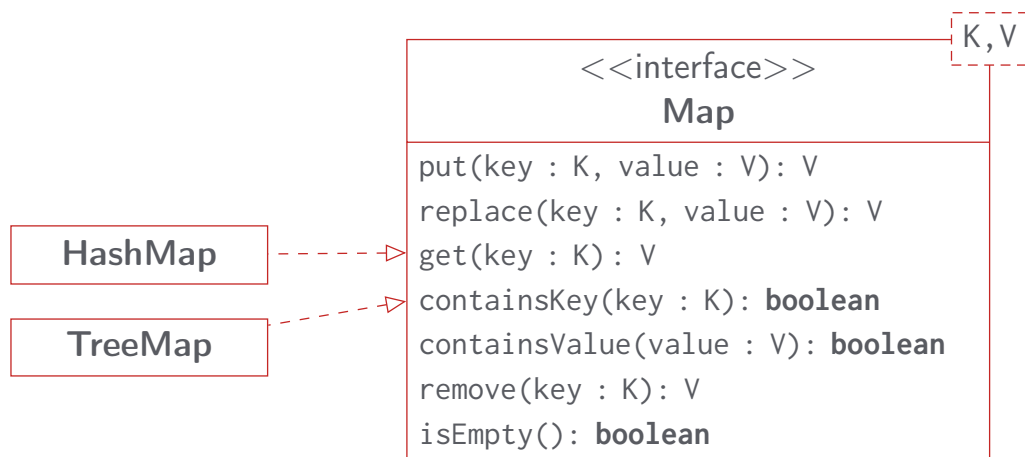 K,V
<<interface>>
Map
put(key : K, value : V): V
replace(key : K, value : V): V
HashMap
get(key : K): V
containsKey(key : K): boolean
TreeMap
containsValue(value : V): boolean
remove(key : K): V
isEmpty(): boolean